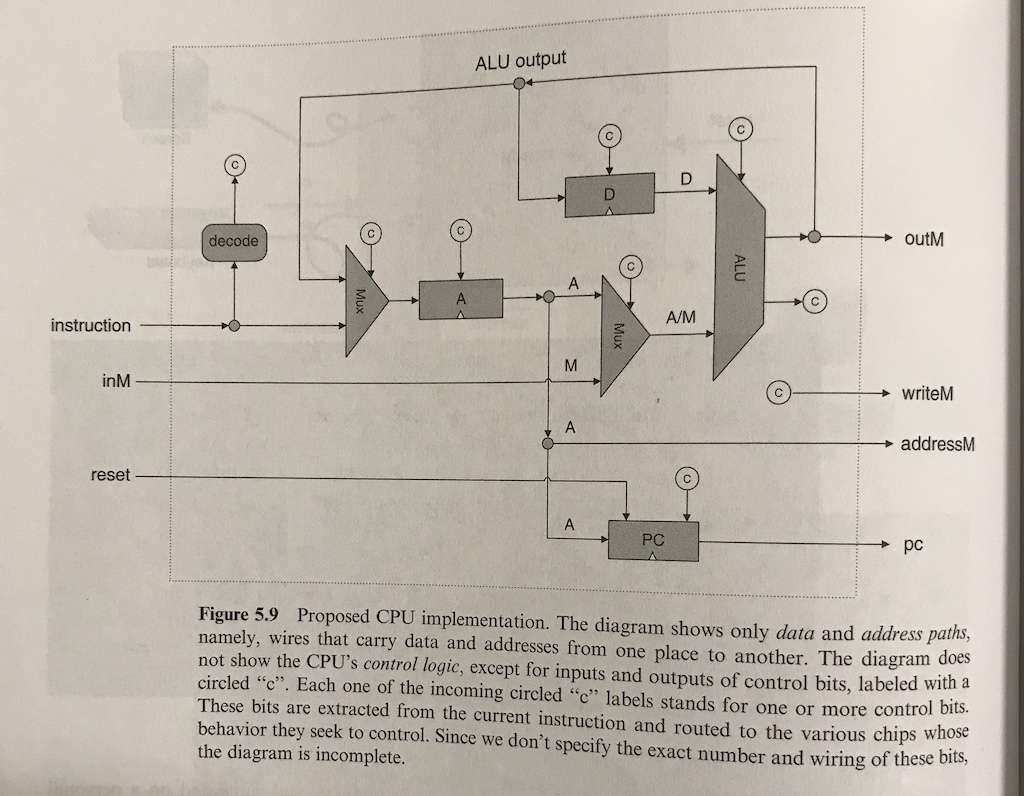 ALU output
c
c
c
D
D
decode
c
c
c
A
A
ALU
outM
Mux
Mux
A/M
c
instruction
M
inM
c
writeM
A
addressM
reset
c
A
PC
pc
Figure 5.9 Proposed CPU implementation. The diagram shows only data and address paths,
namely, wires that carry data and addresses from one place to another. The diagram does
not show the CPU's control logic, except for inputs and outputs of control bits, labeled with a
circled “c”. Each one of the incoming circled “c” labels stands for one or more control bits.
These bits are extracted from the current instruction and routed to the various chips whose
behavior they seek to control. Since we don't specify the exact number and wiring of these bits,
the diagram is incomplete.